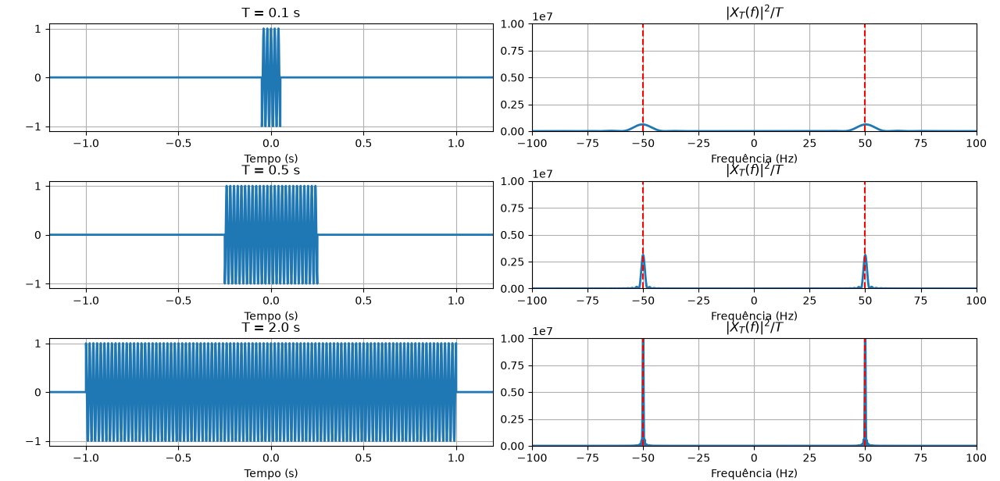 T = 0.1 s
1
0
−1
−1.0 −0.5 0.0 0.5 1.0
Tempo (s)
|X_T(f)|²/T
1e7
1.00
0.75
0.50
0.25
0.00
−100 −75 −50 −25 0 25 50 75 100
Frequência (Hz)
T = 0.5 s
1
0
−1
−1.0 −0.5 0.0 0.5 1.0
Tempo (s)
|X_T(f)|²/T
1e7
1.00
0.75
0.50
0.25
0.00
−100 −75 −50 −25 0 25 50 75 100
Frequência (Hz)
T = 2.0 s
1
0
−1
−1.0 −0.5 0.0 0.5 1.0
Tempo (s)
|X_T(f)|²/T
1e7
1.00
0.75
0.50
0.25
0.00
−100 −75 −50 −25 0 25 50 75 100
Frequência (Hz)